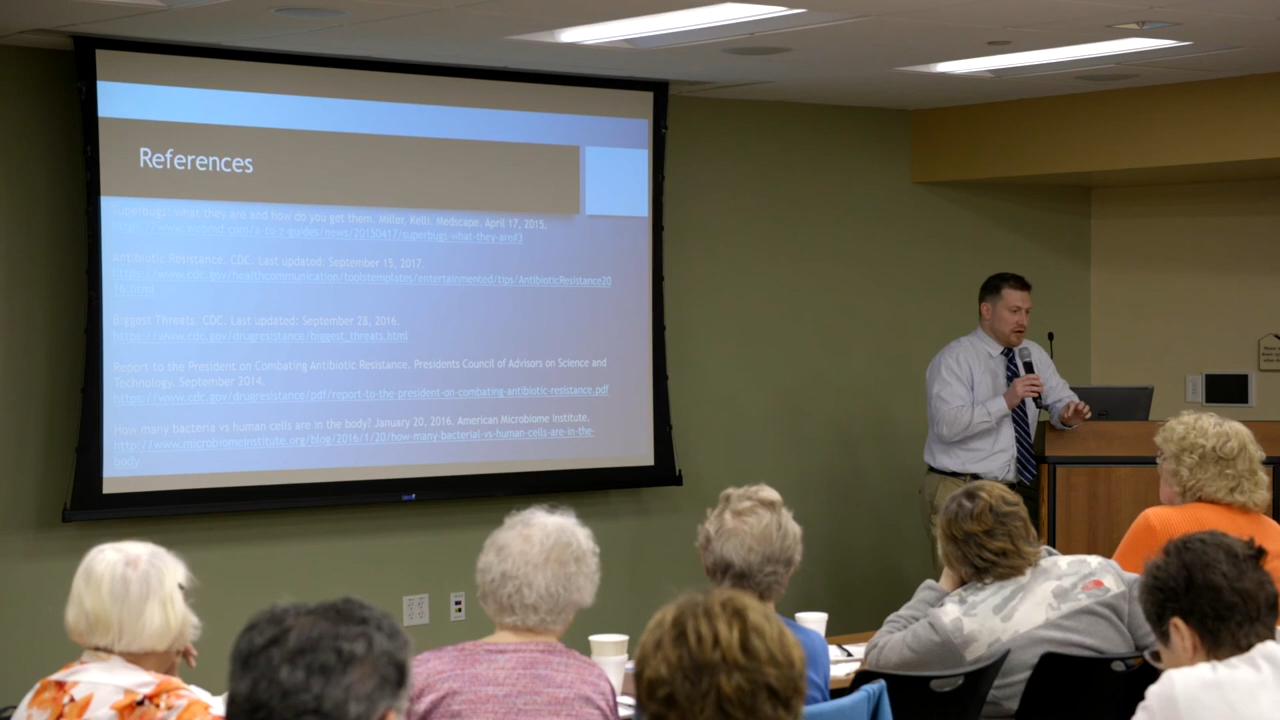 References
Superbugs: what they are and how do you get them. Miller, Kelli. Medscape. April 17, 2015.
https://www.webmd.com/a-to-z-guides/news/20150417/superbugs-what-they-are#3
Antibiotic Resistance. CDC. Last updated: September 15, 2017
https://www.cdc.gov/healthcommunication/toolstemplates/entertainmented/tips/AntibioticResistance20
16.html
Biggest Threats. CDC. Last updated: September 28, 2016.
https://www.cdc.gov/drugresistance/biggest_threats.html
Report to the President on Combating Antibiotic Resistance. Presidents Council of Advisors on Science and
Technology. September 2014.
https://www.cdc.gov/drugresistance/pdf/report-to-the-president-on-combating-antibiotic-resistance.pdf
How many bacteria vs human cells are in the body? January 20, 2016. American Microbiome Institute.
http://www.microbiomeinstitute.org/blog/2016/1/20/how-many-bacterial-vs-human-cells-are-in-the-
body